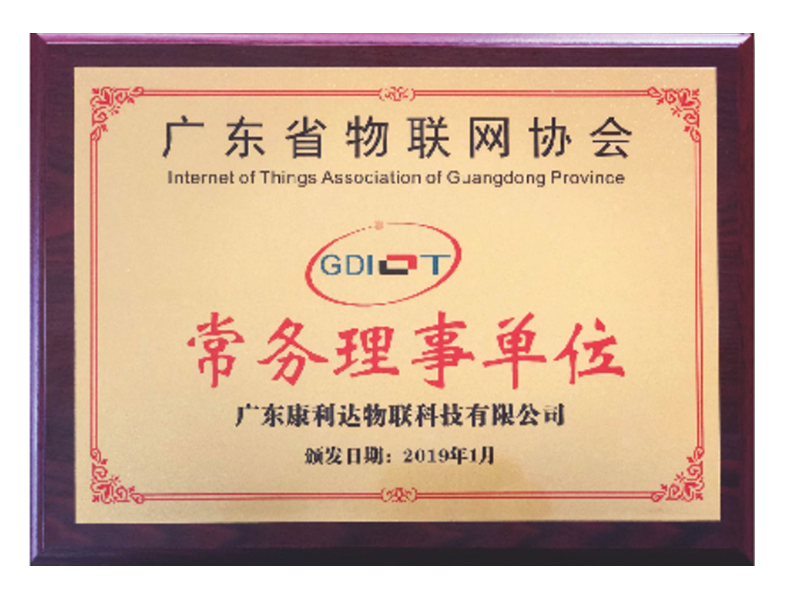 广东省物联网协会
Internet of Things Association of Guangdong Province
GDIOT
常务理事单位
广东康利达物联科技有限公司
颁发日期：2019年1月